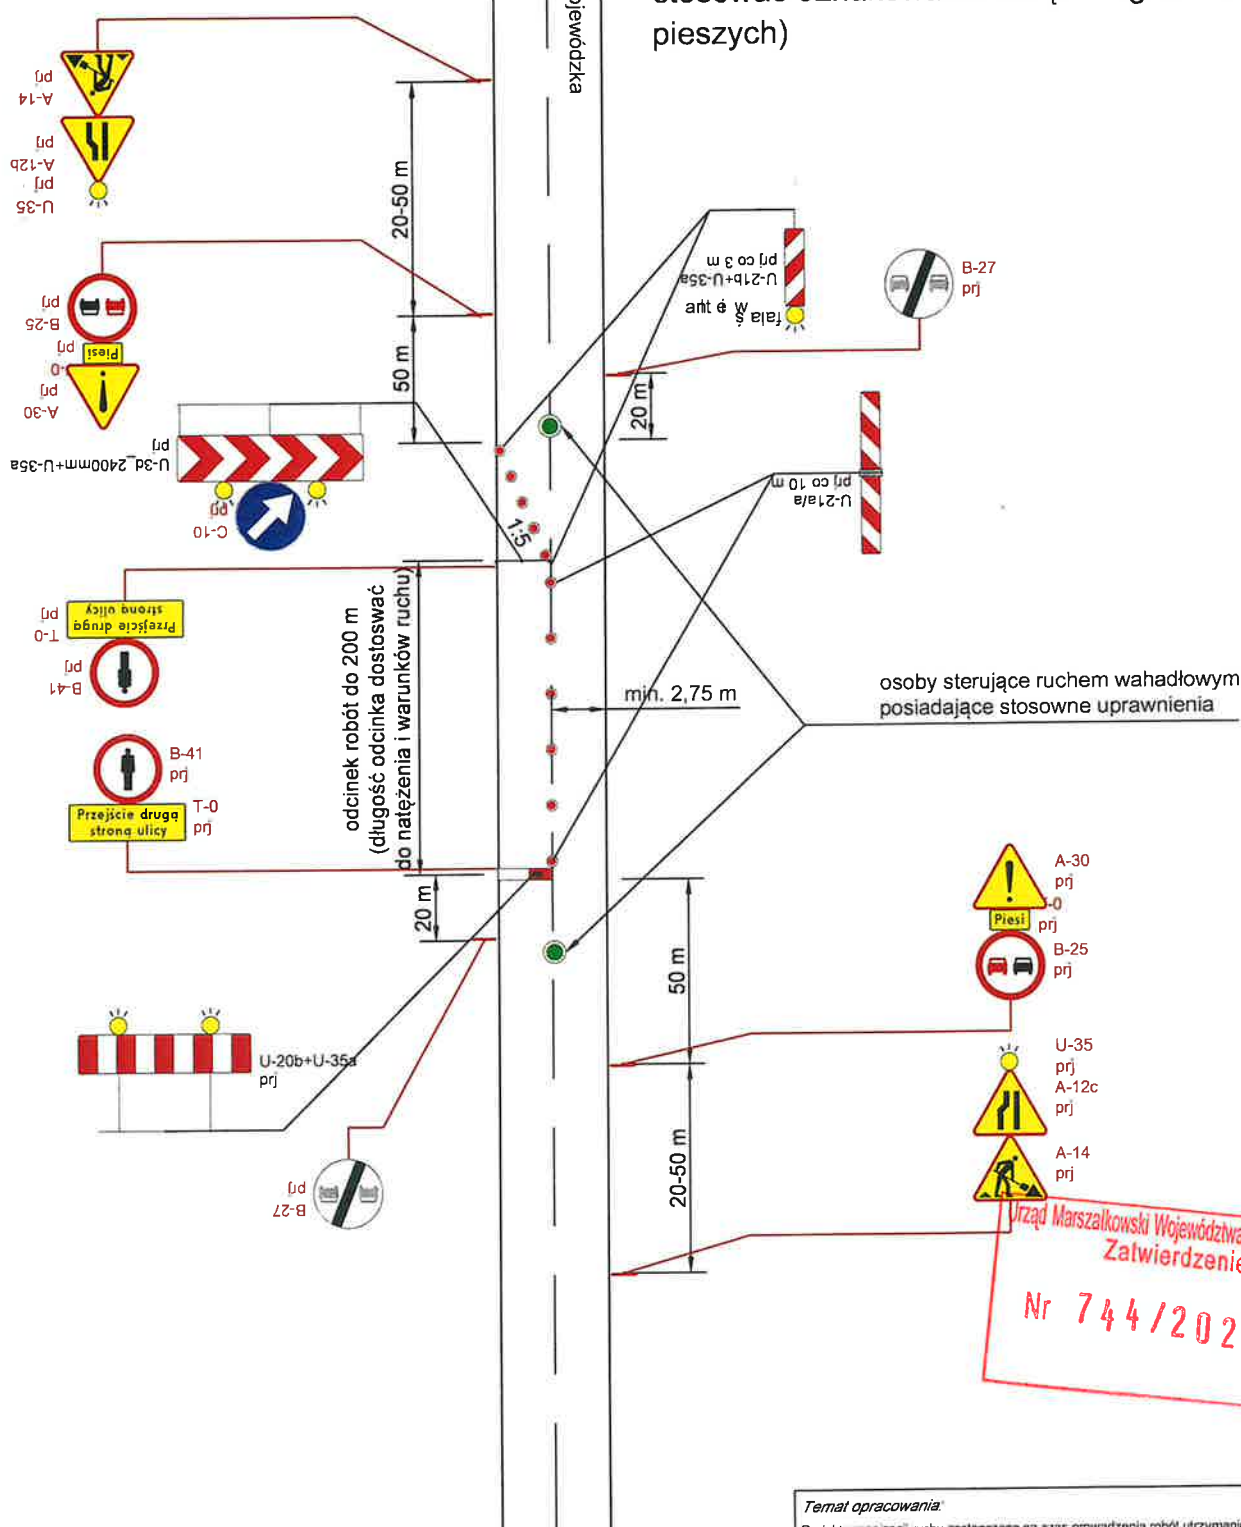 pieszych)
ojewódzka
A-14
prj
A-12b
prj
U-35
prj
20-50 m
B-25
prj
Piesi
prj
A-30
prj
50 m
U-21b+U-35a
prj co 3 m
fala ś w e tlna
B-27
prj
20 m
U-3d_2400mm+U-35a
prj
C-10
prj
1:5
U-21a/a
prj co 10 m
Przejście drugą
stroną ulicy
T-0
prj
B-41
prj
odcinek robót do 200 m
(długość odcinka dostosować
do natężenia i warunków ruchu)
min. 2,75 m
osoby sterujące ruchem wahadłowym
posiadające stosowne uprawnienia
B-41
prj
Przejście drugą
stroną ulicy
T-0
prj
20 m
A-30
prj
Piesi
prj
B-25
prj
50 m
U-20b+U-35a
prj
U-35
prj
A-12c
prj
A-14
prj
20-50 m
B-27
prj
Urząd Marszałkowski Województwa
Zatwierdzenie
Nr 744/202
Temat opracowania: